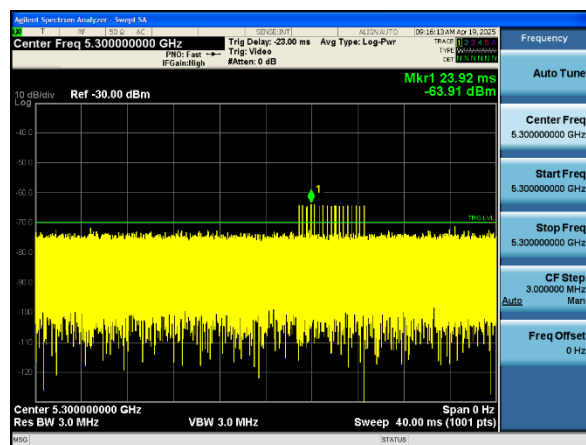 Agilent Spectrum Analyzer - Swept SA
T RF 50 Ω AC SENSE:INT ALIGN AUTO 09:16:13 AM Apr 19, 2025
Center Freq 5.300000000 GHz
PNO: Fast
IFGain:High
Trig Delay:-23.00 ms
Trig: Video
#Atten: 0 dB
Avg Type: Log-Pwr
TRACE 1 2 3 4 5 6
TYPE
DET N N N N N N
Mkr1 23.92 ms
-63.91 dBm
10 dB/div
Log
Ref -30.00 dBm
-40.0
-50.0
-60.0
-70.0
-80.0
-90.0
-100
-110
-120
1
TRIG LVL
Center 5.300000000 GHz
Span 0 Hz
Res BW 3.0 MHz
VBW 3.0 MHz
Sweep 40.00 ms (1001 pts)
MSG
STATUS
Frequency
Auto Tune
Center Freq
5.300000000 GHz
Start Freq
5.300000000 GHz
Stop Freq
5.300000000 GHz
CF Step
3.000000 MHz
Auto Man
Freq Offset
0 Hz